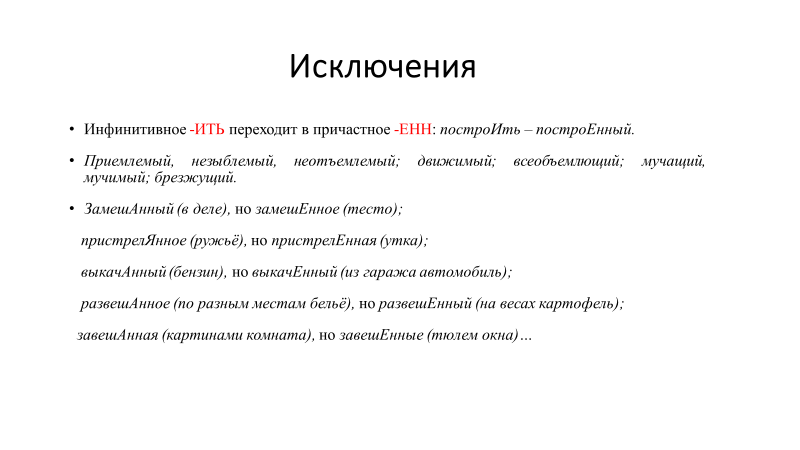 Исключения
• Инфинитивное -ИТЬ переходит в причастное -ЕНН: построИть – построЕнный.
• Приемлемый, незыблемый, неотъемлемый; движимый; всеобъемлющий; мучащий,
мучимый; брезжущий.
• ЗамешАнный (в деле), но замешЕнное (тесто);
пристрелЯнное (ружьё), но пристрелЕнная (утка);
выкачАнный (бензин), но выкачЕнный (из гаража автомобиль);
развешАнное (по разным местам бельё), но развешЕнный (на весах картофель);
завешАнная (картинами комната), но завешЕнные (тюлем окна)…